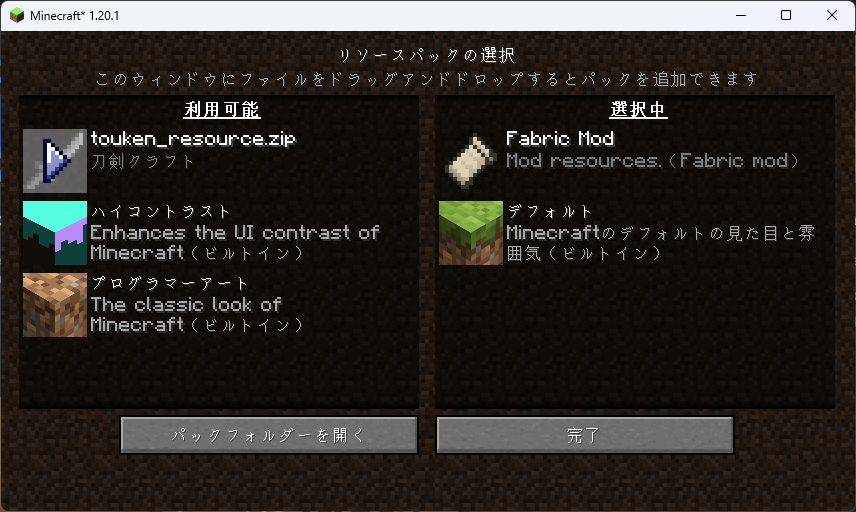 Minecraft* 1.20.1
リソースパックの選択
このウィンドウにファイルをドラッグアンドドロップするとパックを追加できます
利用可能
touken_resource.zip
刀剣クラフト
ハイコントラスト
Enhances the UI contrast of
Minecraft（ビルトイン）
プログラマーアート
The classic look of
Minecraft（ビルトイン）
選択中
Fabric Mod
Mod resources.（Fabric mod）
デフォルト
Minecraftのデフォルトの見た目と雰
囲気（ビルトイン）
パックフォルダーを開く
完了